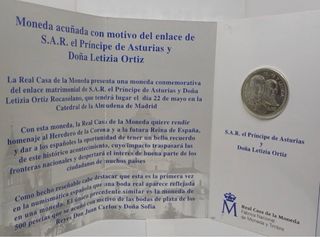 Moneda acuñada con motivo del enlace de
S.A.R. el Príncipe de Asturias y
Doña Letizia Ortiz
La Real Casa de la Moneda presenta una moneda conmemorativa
del enlace matrimonial de S.A.R. el Príncipe de Asturias y Doña
Letizia Ortiz Rocasolano, que tendrá lugar el día 22 de mayo en la
Catedral de la Almudena de Madrid
Con esta moneda, la Real Casa de la Moneda quiere rendir
homenaje al Heredero de la Corona y a la futura Reina de España,
y dar a los españoles la oportunidad de tener un bello recuerdo
de este histórico acontecimiento, cuyo impacto traspasará las
fronteras nacionales y despertará el interés de buena parte de los
ciudadanos de muchos países
Como hecho reseñable cabe destacar que esta es la primera vez
en la numismática española que una boda real aparece reflejada
en una moneda. El único precedente similar es la moneda de
500 pesetas que se acuñó con motivo de las bodas de plata de los
Reyes Don Juan Carlos y Doña Sofía
S.A.R. el Príncipe de Asturias
y
Doña Letizia Ortiz
M
Real Casa de la Moneda
Fábrica Nacional
de Moneda y Timbre